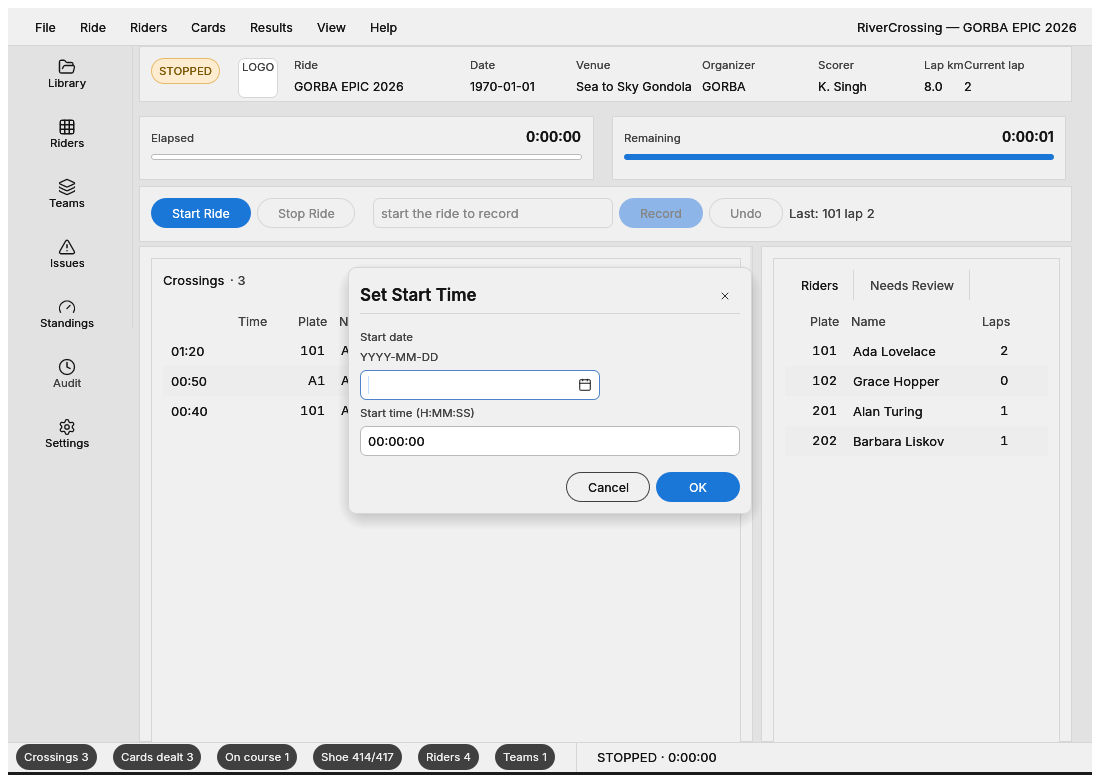 File Ride Riders Cards Results View Help RiverCrossing — GORBA EPIC 2026
Library
Riders
Teams
Issues
Standings
Audit
Settings
STOPPED
LOGO
Ride Date Venue Organizer Scorer Lap km Current lap
GORBA EPIC 2026 1970-01-01 Sea to Sky Gondola GORBA K. Singh 8.0 2
Elapsed 0:00:00
Remaining 0:00:01
Start Ride Stop Ride start the ride to record Record Undo Last: 101 lap 2
Crossings · 3
Time Plate N
01:20 101 A
00:50 A1 A
00:40 101 A
Set Start Time
Start date
YYYY-MM-DD
Start time (H:MM:SS)
00:00:00
Cancel OK
Riders Needs Review
Plate Name Laps
101 Ada Lovelace 2
102 Grace Hopper 0
201 Alan Turing 1
202 Barbara Liskov 1
Crossings 3 Cards dealt 3 On course 1 Shoe 414/417 Riders 4 Teams 1 STOPPED · 0:00:00